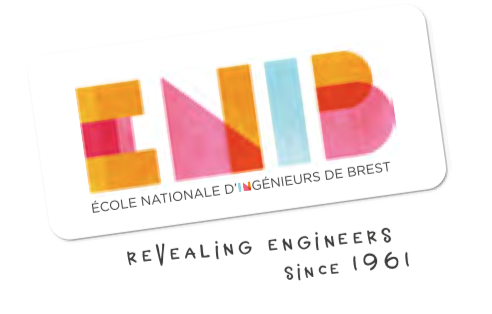 ENIB
ÉCOLE NATIONALE D'INGÉNIEURS DE BREST
REVEALING ENGINEERS
SINCE 1961